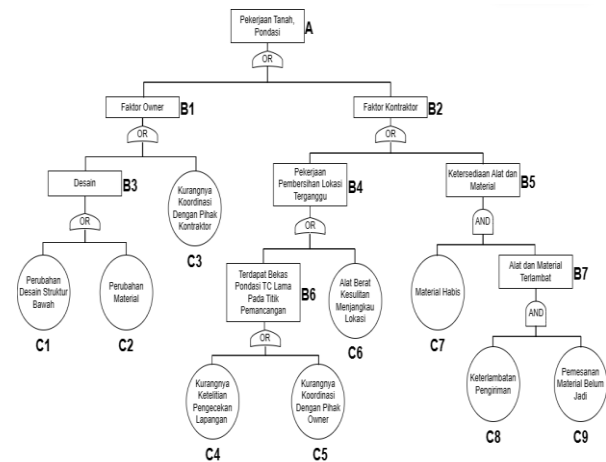 Pekerjaan Tanah,
Pondasi
A
OR
Faktor Owner
B1
Faktor Kontraktor
B2
OR
OR
Desain
B3
Kurangnya
Koordinasi
Dengan Pihak
Kontraktor
C3
Pekerjaan
Pembersihan Lokasi
Terganggu
B4
Ketersediaan Alat dan
Material
B5
OR
OR
AND
Perubahan
Desain Struktur
Bawah
C1
Perubahan
Material
C2
Terdapat Bekas
Pondasi TC Lama
Pada Titik
Pemancangan
B6
Alat Berat
Kesulitan
Menjangkau
Lokasi
C6
Material Habis
C7
Alat dan Material
Terlambat
B7
OR
AND
Kurangnya
Ketelitian
Pengecekan
Lapangan
C4
Kurangnya
Koordinasi
Dengan Pihak
Owner
C5
Keterlambatan
Pengiriman
C8
Pemesanan
Material Belum
Jadi
C9